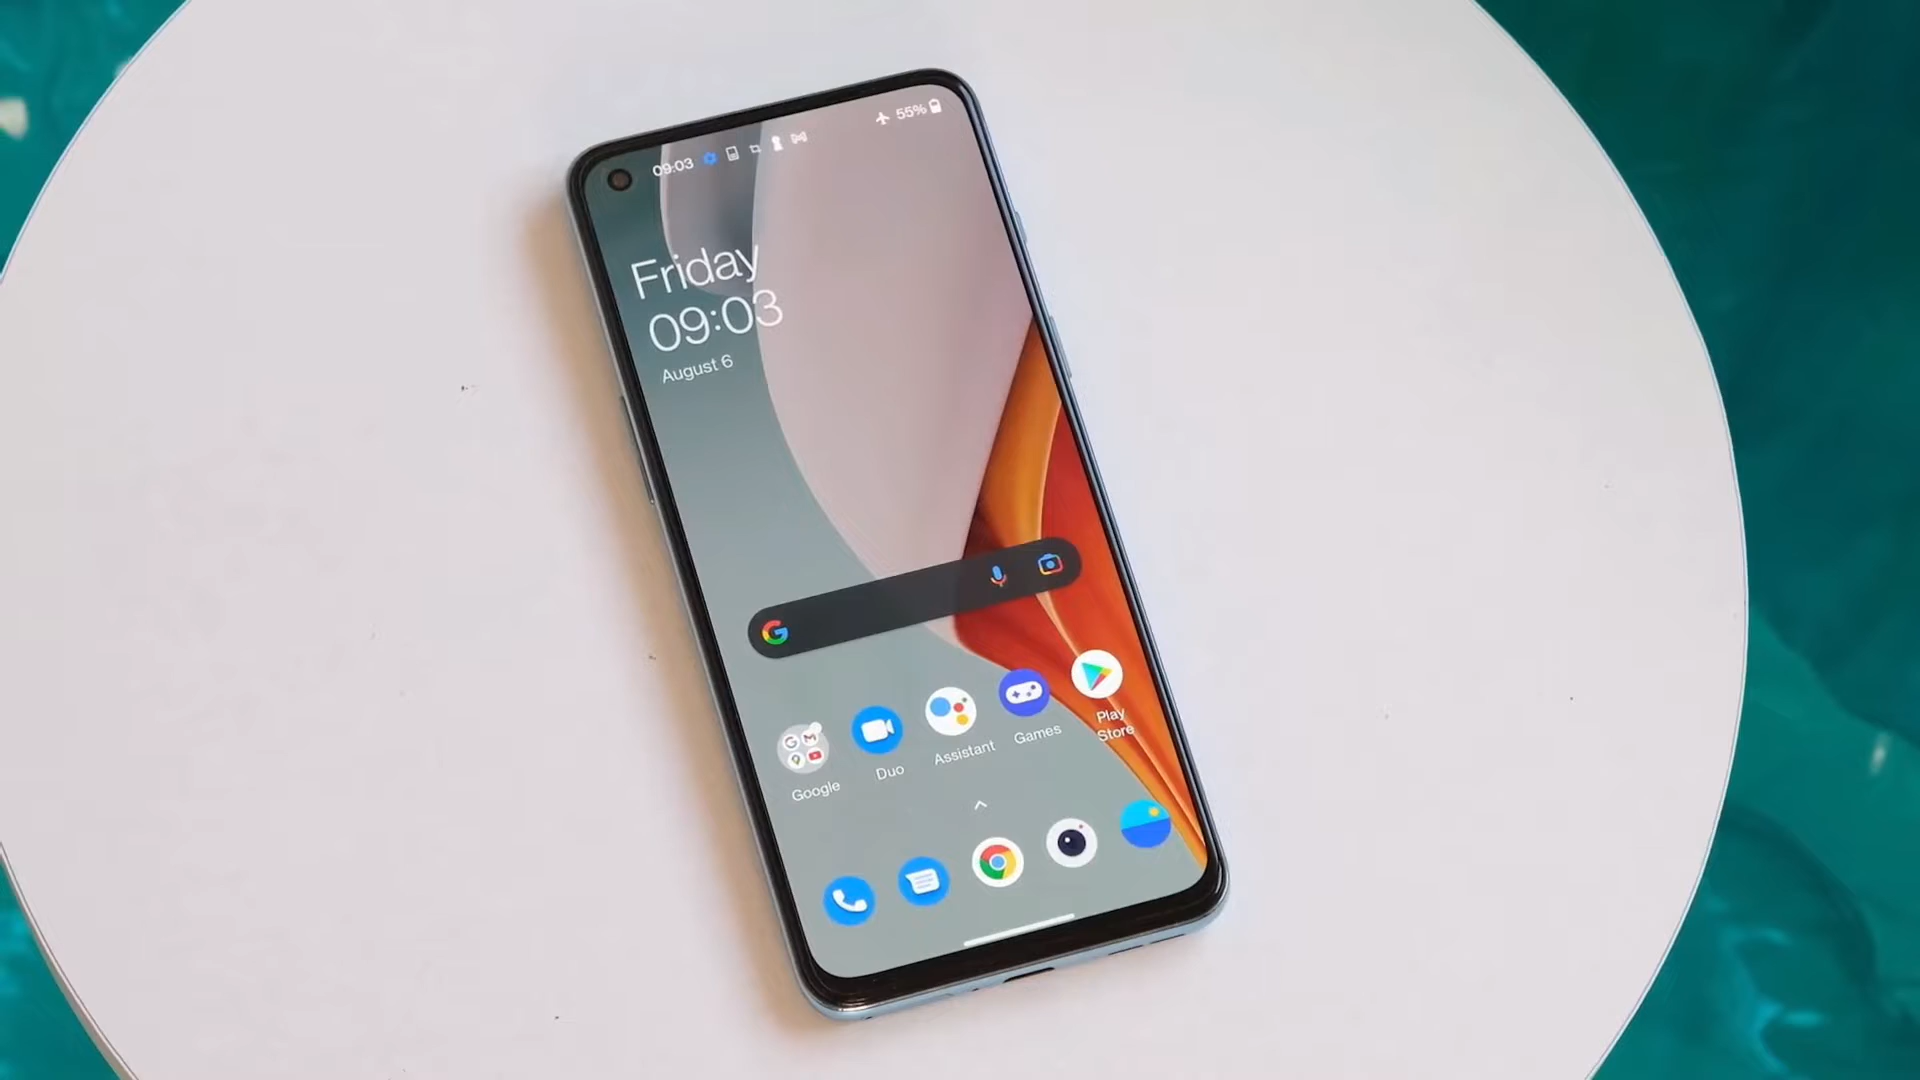 09:03
55%
Friday
09:03
August 6
Google
Duo
Assistant
Games
Play
Store